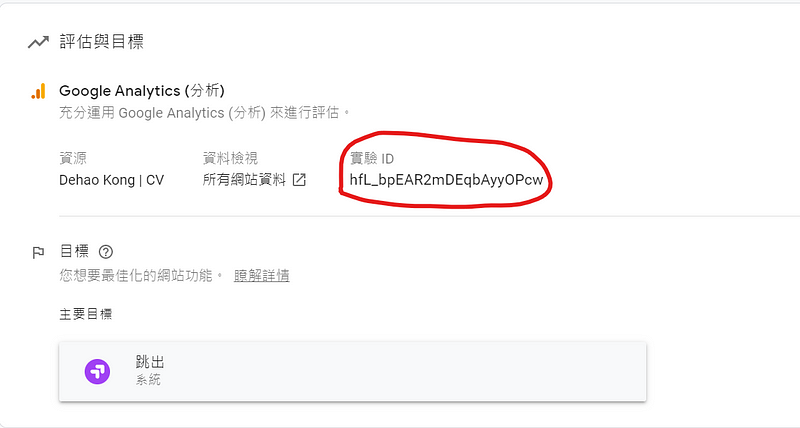 評估與目標
Google Analytics (分析)
充分運用 Google Analytics (分析) 來進行評估。
資源
Dehao Kong | CV
資料檢視
所有網站資料
實驗 ID
hfL_bpEAR2mDEqbAyyOPcw
目標
您想要最佳化的網站功能。 瞭解詳情
主要目標
跳出
系統